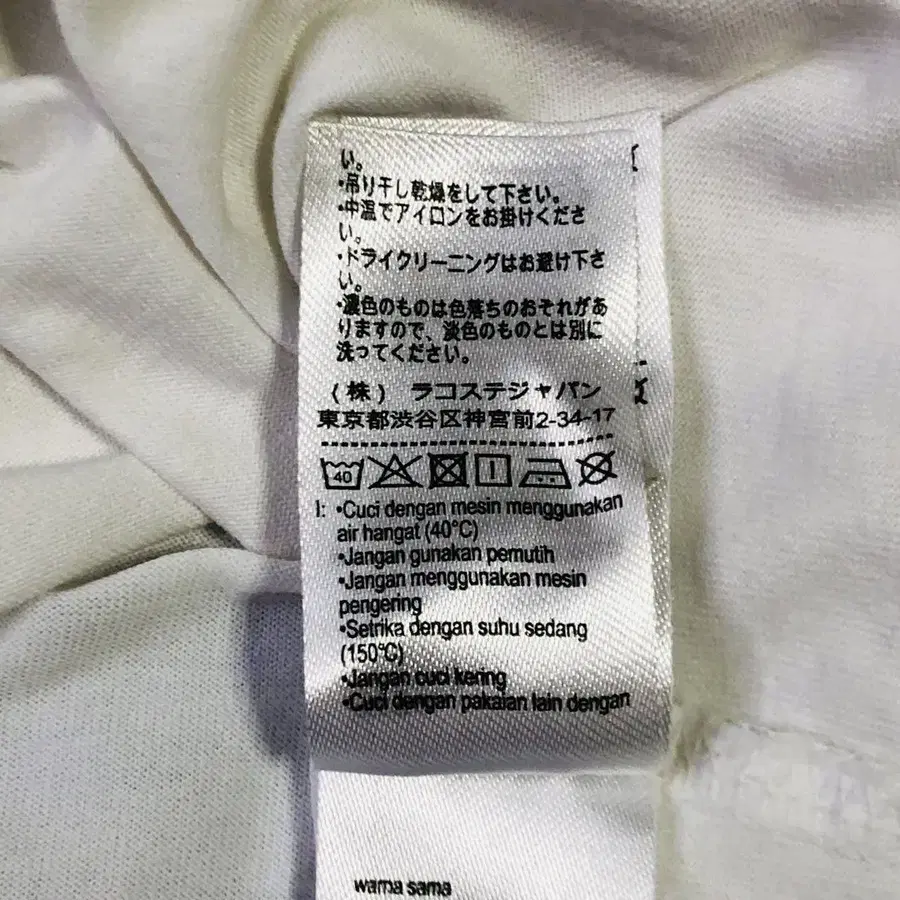 い。
•吊り干し乾燥をして下さい。
•中温でアイロンをお掛けくださ
い。
•ドライクリーニングはお避け下さ
い。
•濃色のものは色落ちのおそれがあ
りますので、淡色のものとは別に
洗ってください。
(株) ラコステジャパン
東京都渋谷区神宮前2-34-17
40
I: •Cuci dengan mesin menggunakan
air hangat (40°C)
•Jangan gunakan pemutih
•Jangan menggunakan mesin
pengering
•Setrika dengan suhu sedang
(150°C)
•Jangan cuci kering
•Cuci dengan pakaian lain dengan
warna sama